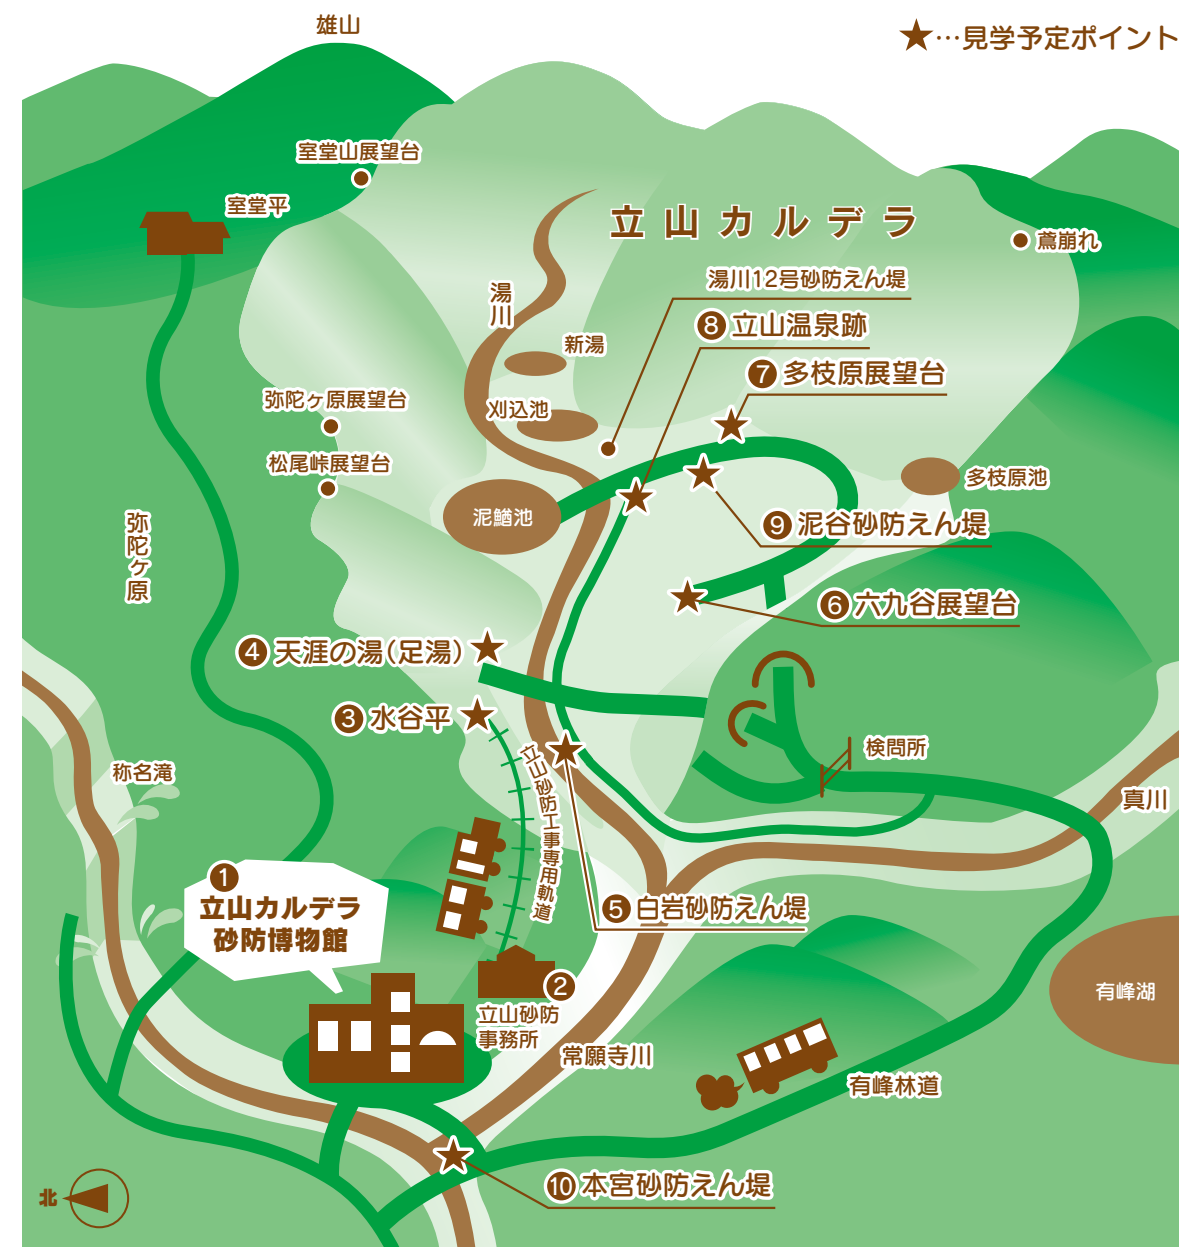 雄山
★…見学予定ポイント
室堂山展望台
室堂平
立山カルデラ
鳶崩れ
湯川12号砂防えん堤
湯川
8 立山温泉跡
新湯
7 多枝原展望台
弥陀ヶ原展望台
刈込池
松尾峠展望台
多枝原池
泥鰌池
9 泥谷砂防えん堤
弥陀ヶ原
6 六九谷展望台
4 天涯の湯(足湯)
3 水谷平
検問所
立山砂防工事専用軌道
称名滝
真川
1
立山カルデラ
砂防博物館
5 白岩砂防えん堤
2
立山砂防
事務所
有峰湖
常願寺川
有峰林道
10 本宮砂防えん堤
北